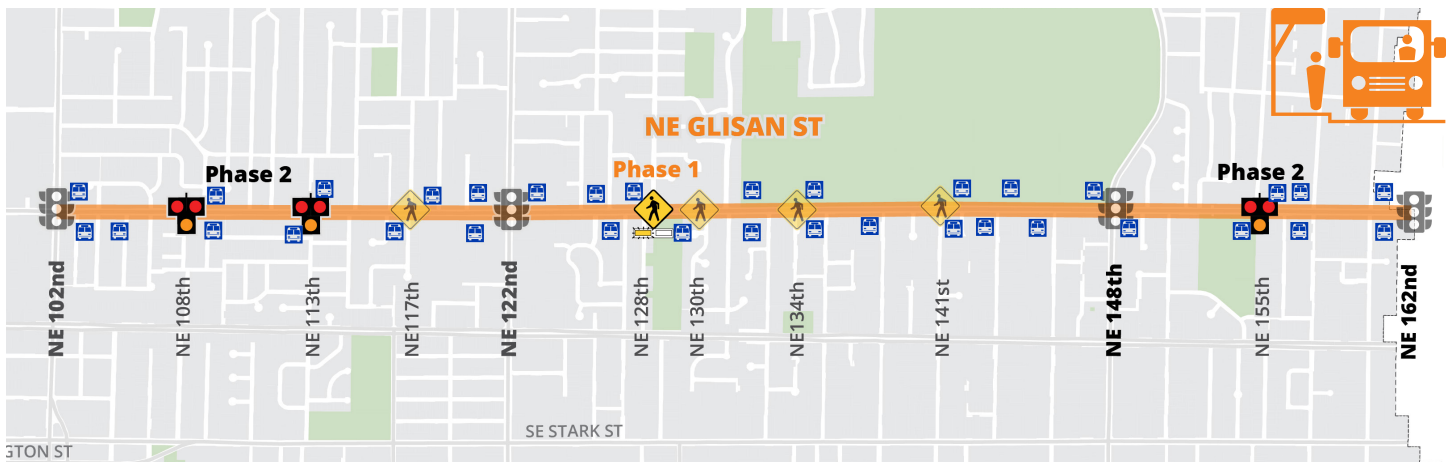 NE GLISAN ST
Phase 2
Phase 1
Phase 2
NE 102nd
NE 108th
NE 113th
NE117th
NE 122nd
NE 128th
NE 130th
NE134th
NE 141st
NE 148th
NE 155th
NE 162nd
SE STARK ST
GTON ST